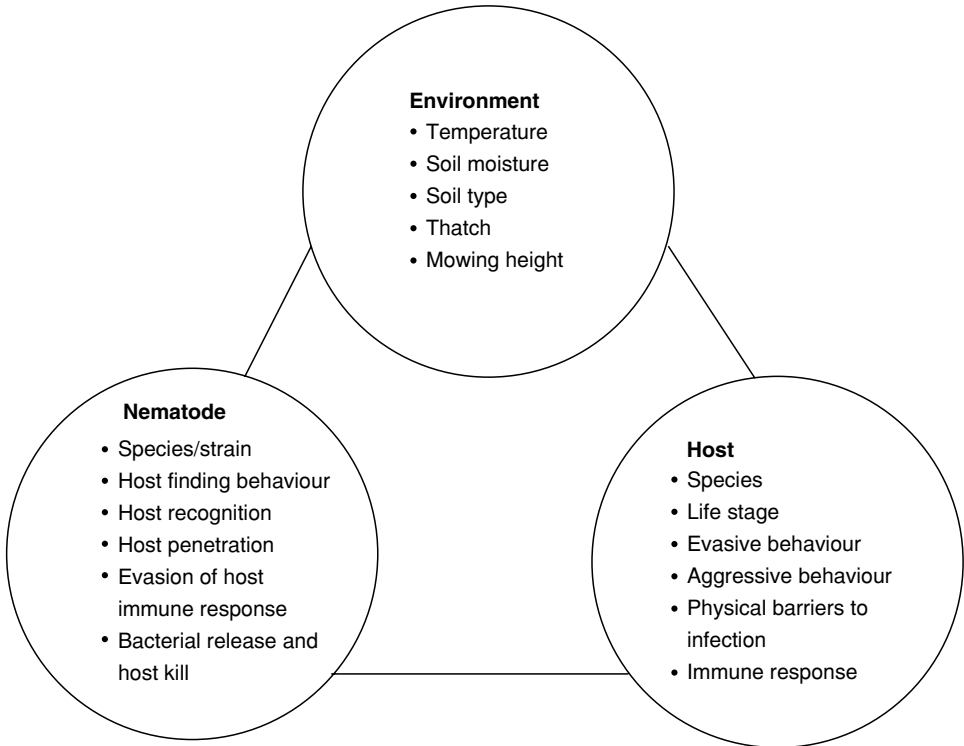 Environment
• Temperature
• Soil moisture
• Soil type
• Thatch
• Mowing height
Nematode
• Species/strain
• Host finding behaviour
• Host recognition
• Host penetration
• Evasion of host
immune response
• Bacterial release and
host kill
Host
• Species
• Life stage
• Evasive behaviour
• Aggressive behaviour
• Physical barriers to
infection
• Immune response